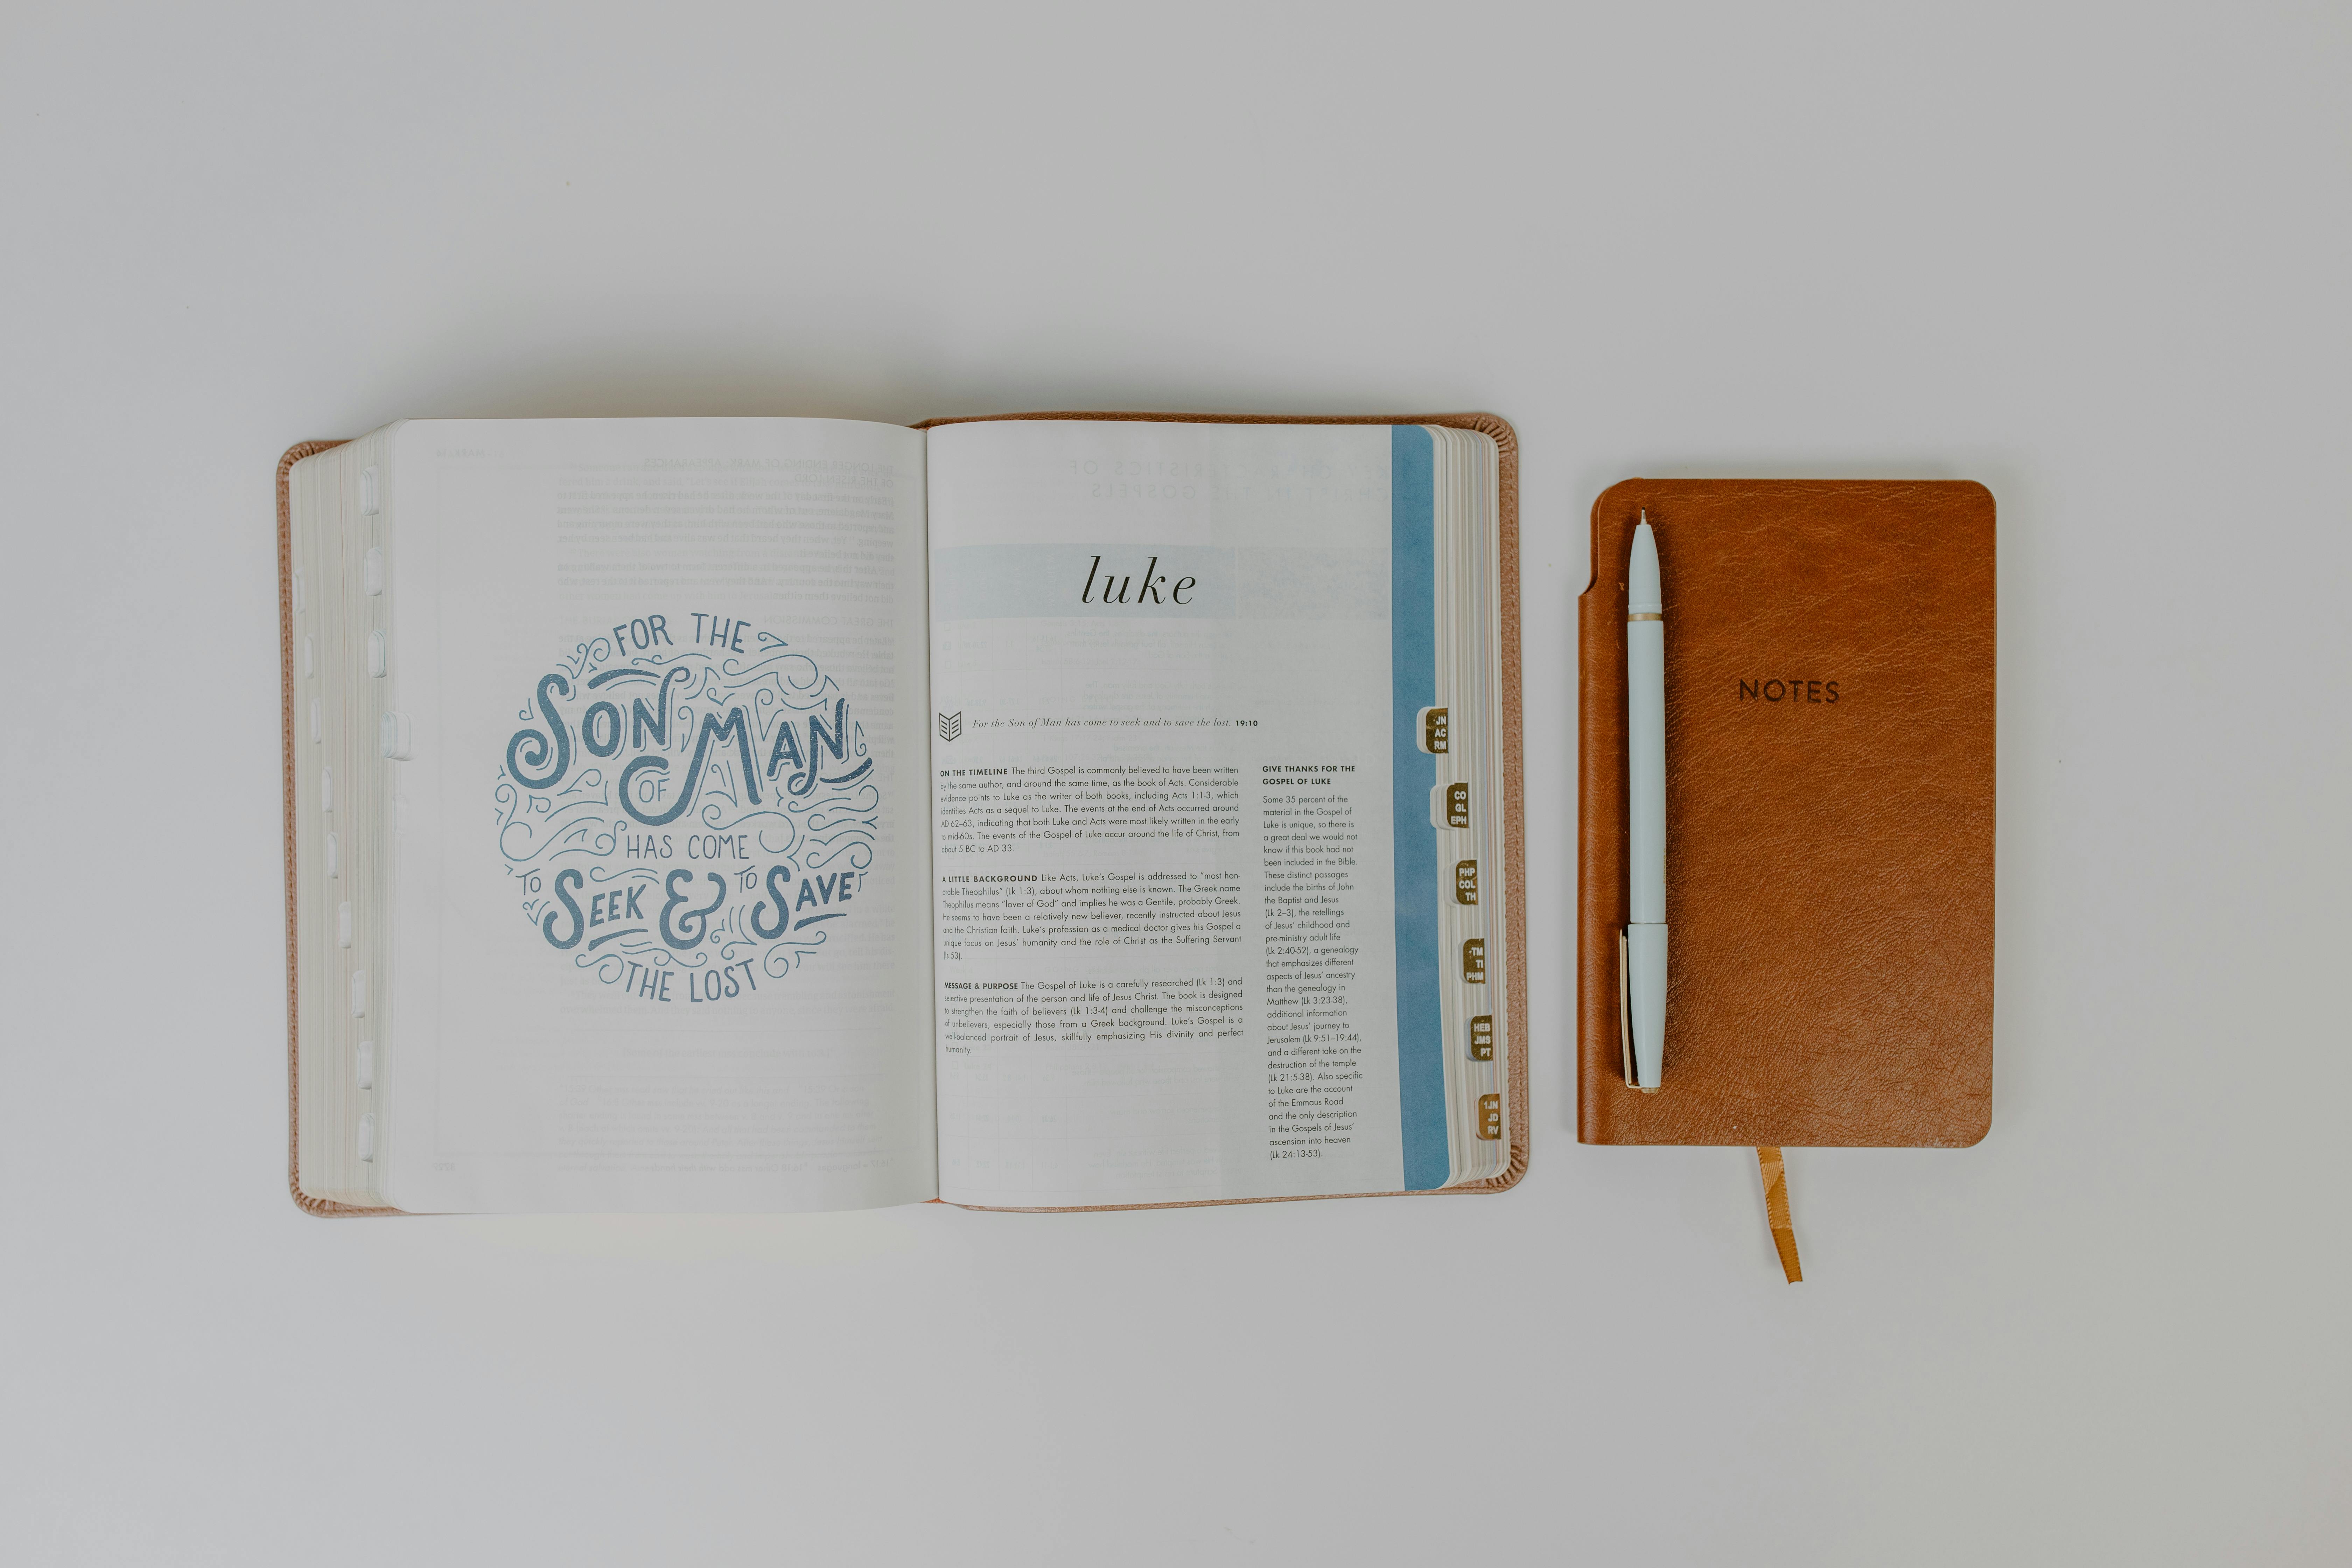 FOR THE
SON OF MAN
HAS COME
TO SEEK & TO SAVE
THE LOST
luke
For the Son of Man has come to seek and to save the lost. 19:10
ON THE TIMELINE The third Gospel is commonly believed to have been written
by the same author, and around the same time, as the book of Acts. Considerable
evidence points to Luke as the writer of both books, including Acts 1:1-3, which
identifies Acts as a sequel to Luke. The events at the end of Acts occurred around
AD 62–63, indicating that both Luke and Acts were most likely written in the early
to mid-60s. The events of the Gospel of Luke occur around the life of Christ, from
about 5 BC to AD 33.
A LITTLE BACKGROUND Like Acts, Luke's Gospel is addressed to "most hon-
orable Theophilus" (Lk 1:3), about whom nothing else is known. The Greek name
Theophilus means "lover of God" and implies he was a Gentile, probably Greek.
He seems to have been a relatively new believer, recently instructed about Jesus
and the Christian faith. Luke's profession as a medical doctor gives his Gospel a
unique focus on Jesus' humanity and the role of Christ as the Suffering Servant
(Is 53).
MESSAGE & PURPOSE The Gospel of Luke is a carefully researched (Lk 1:3) and
selective presentation of the person and life of Jesus Christ. The book is designed
to strengthen the faith of believers (Lk 1:3-4) and challenge the misconceptions
of unbelievers, especially those from a Greek background. Luke's Gospel is a
well-balanced portrait of Jesus, skillfully emphasizing His divinity and perfect
humanity.
GIVE THANKS FOR THE
GOSPEL OF LUKE
Some 35 percent of the
material in the Gospel of
Luke is unique, so there is
a great deal we would not
know if this book had not
been included in the Bible.
These distinct passages
include the births of John
the Baptist and Jesus
(Lk 2–3), the retellings
of Jesus' childhood and
pre-ministry adult life
(Lk 2:40-52), a genealogy
that emphasizes different
aspects of Jesus' ancestry
than the genealogy in
Matthew (Lk 3:23-38),
additional information
about Jesus' journey to
Jerusalem (Lk 9:51–19:44),
and a different take on the
destruction of the temple
(Lk 21:5-38). Also specific
to Luke are the account
of the Emmaus Road
and the only description
in the Gospels of Jesus'
ascension into heaven
(Lk 24:13-53).
JN
AC
RM
CO
GL
EPH
PHP
COL
TH
TM
TI
PHM
HEB
JMS
PT
1JN
JD
RV
NOTES